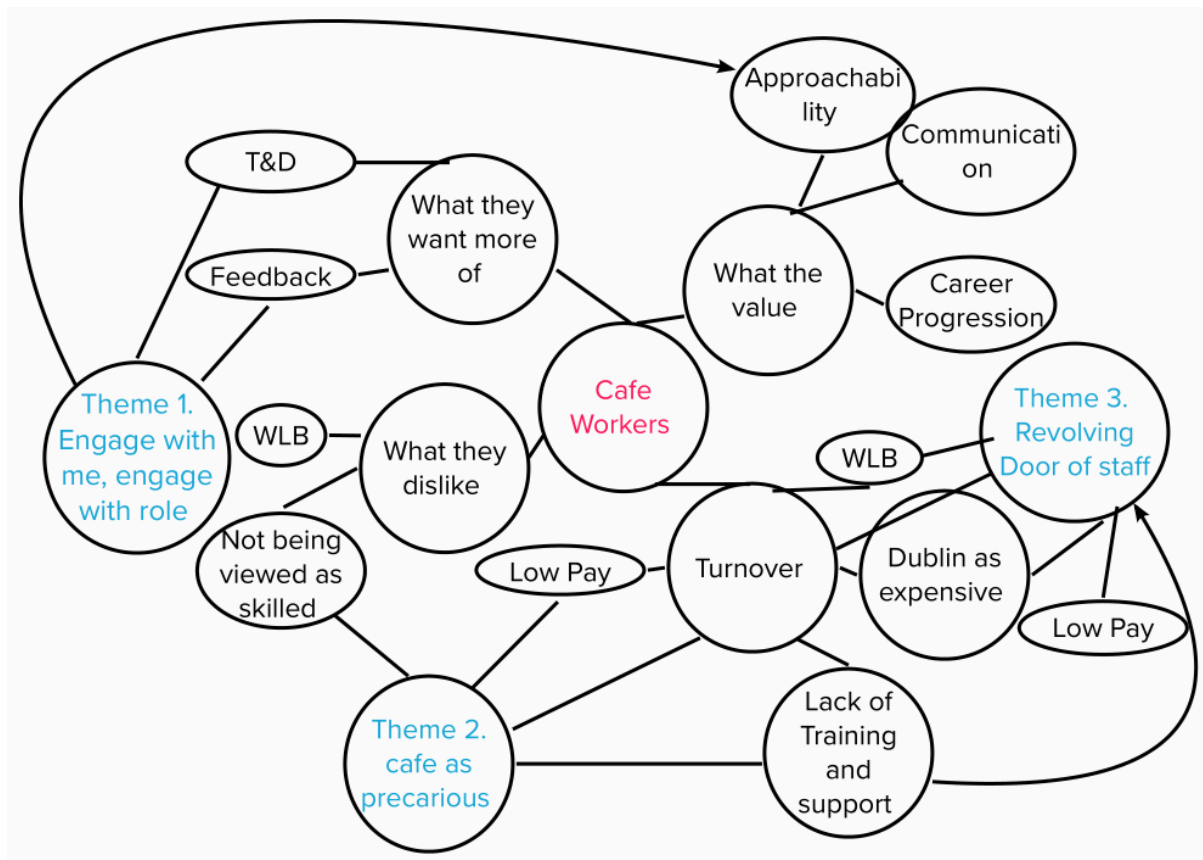 Approachabi
lity
Communicati
on
T&D
What they
want more
of
Feedback
What the
value
Career
Progression
Cafe
Workers
Theme 1.
Engage with
me, engage
with role
WLB
What they
dislike
Theme 3.
Revolving
Door of staff
WLB
Not being
viewed as
skilled
Low Pay
Turnover
Dublin as
expensive
Low Pay
Theme 2.
cafe as
precarious
Lack of
Training
and
support